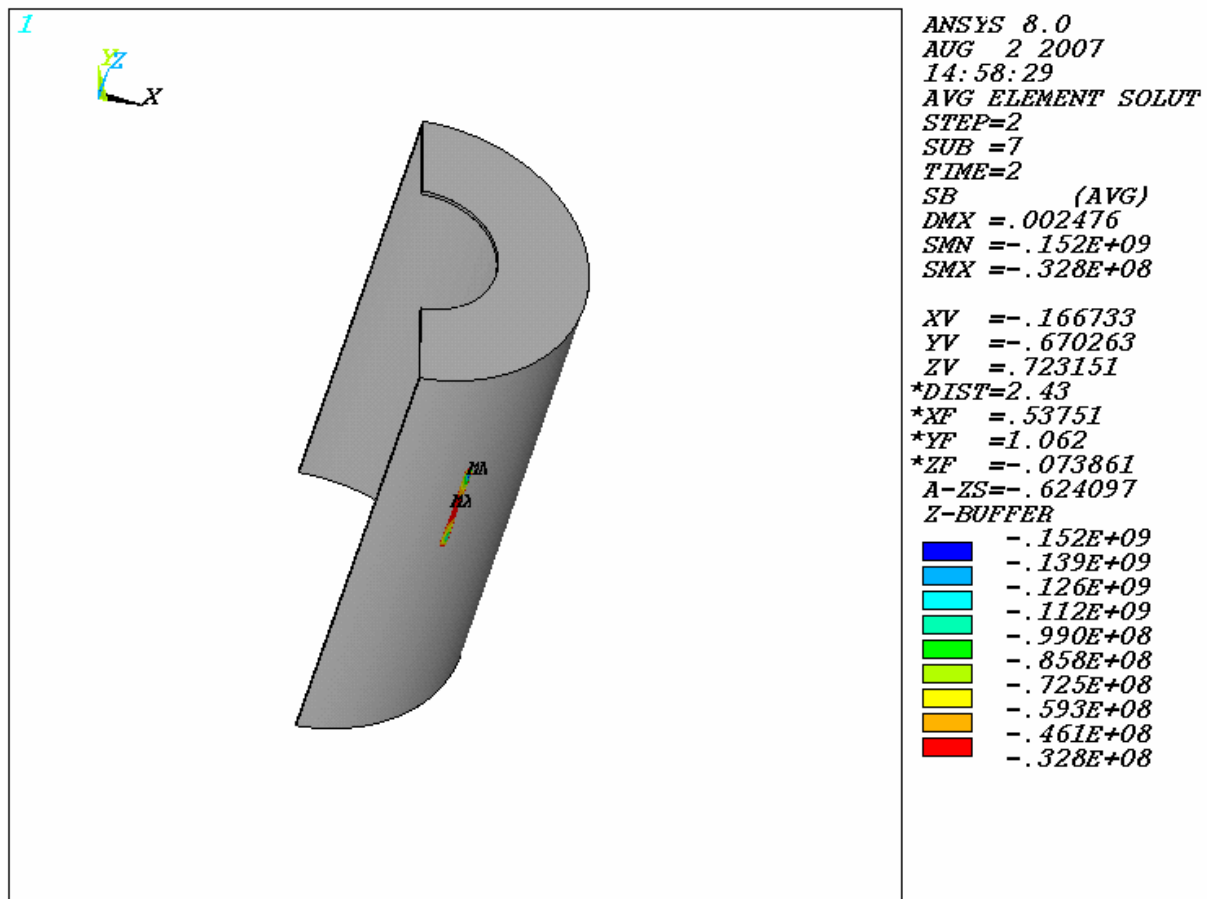 1
Y
Z
X
MN
MX
ANSYS 8.0
AUG 2 2007
14:58:29
AVG ELEMENT SOLUT
STEP=2
SUB =7
TIME=2
SB (AVG)
DMX =.002476
SMN =-.152E+09
SMX =-.328E+08
XV =-.166733
YV =-.670263
ZV =.723151
*DIST=2.43
*XF =.53751
*YF =1.062
*ZF =-.073861
A-ZS=-.624097
Z-BUFFER
-.152E+09
-.139E+09
-.126E+09
-.112E+09
-.990E+08
-.858E+08
-.725E+08
-.593E+08
-.461E+08
-.328E+08